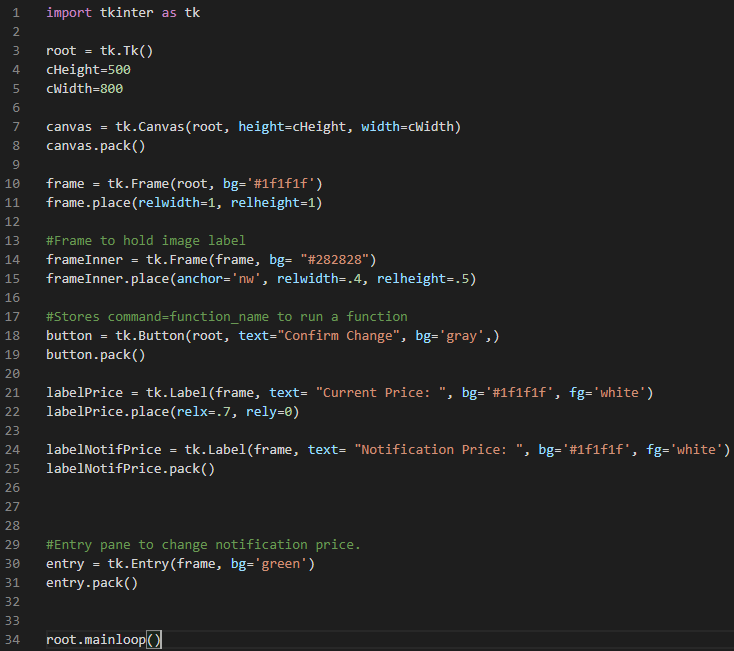 1 import tkinter as tk
2
3 root = tk.Tk()
4 cHeight=500
5 cWidth=800
6
7 canvas = tk.Canvas(root, height=cHeight, width=cWidth)
8 canvas.pack()
9
10 frame = tk.Frame(root, bg='#1f1f1f')
11 frame.place(relwidth=1, relheight=1)
12
13 #Frame to hold image label
14 frameInner = tk.Frame(frame, bg= "#282828")
15 frameInner.place(anchor='nw', relwidth=.4, relheight=.5)
16
17 #Stores command=function_name to run a function
18 button = tk.Button(root, text="Confirm Change", bg='gray',)
19 button.pack()
20
21 labelPrice = tk.Label(frame, text= "Current Price: ", bg='#1f1f1f', fg='white')
22 labelPrice.place(relx=.7, rely=0)
23
24 labelNotifPrice = tk.Label(frame, text= "Notification Price: ", bg='#1f1f1f', fg='white')
25 labelNotifPrice.pack()
26
27
28
29 #Entry pane to change notification price.
30 entry = tk.Entry(frame, bg='green')
31 entry.pack()
32
33
34 root.mainloop()